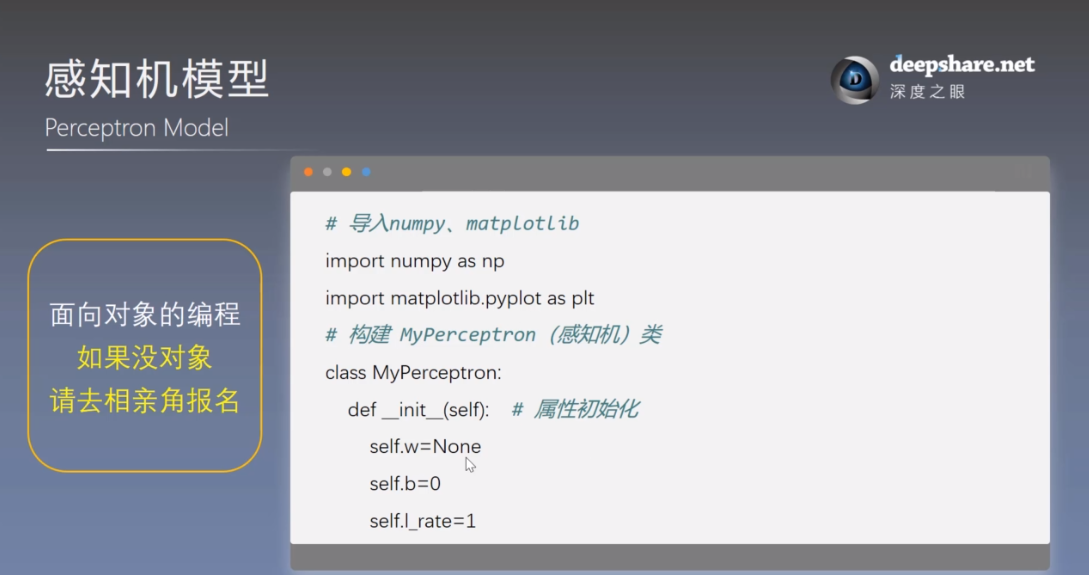 感知机模型
Perceptron Model
deepshare.net
深度之眼
面向对象的编程
如果没对象
请去相亲角报名
# 导入numpy、matplotlib
import numpy as np
import matplotlib.pyplot as plt
# 构建 MyPerceptron（感知机）类
class MyPerceptron:
def __init__(self): # 属性初始化
self.w=None
self.b=0
self.l_rate=1